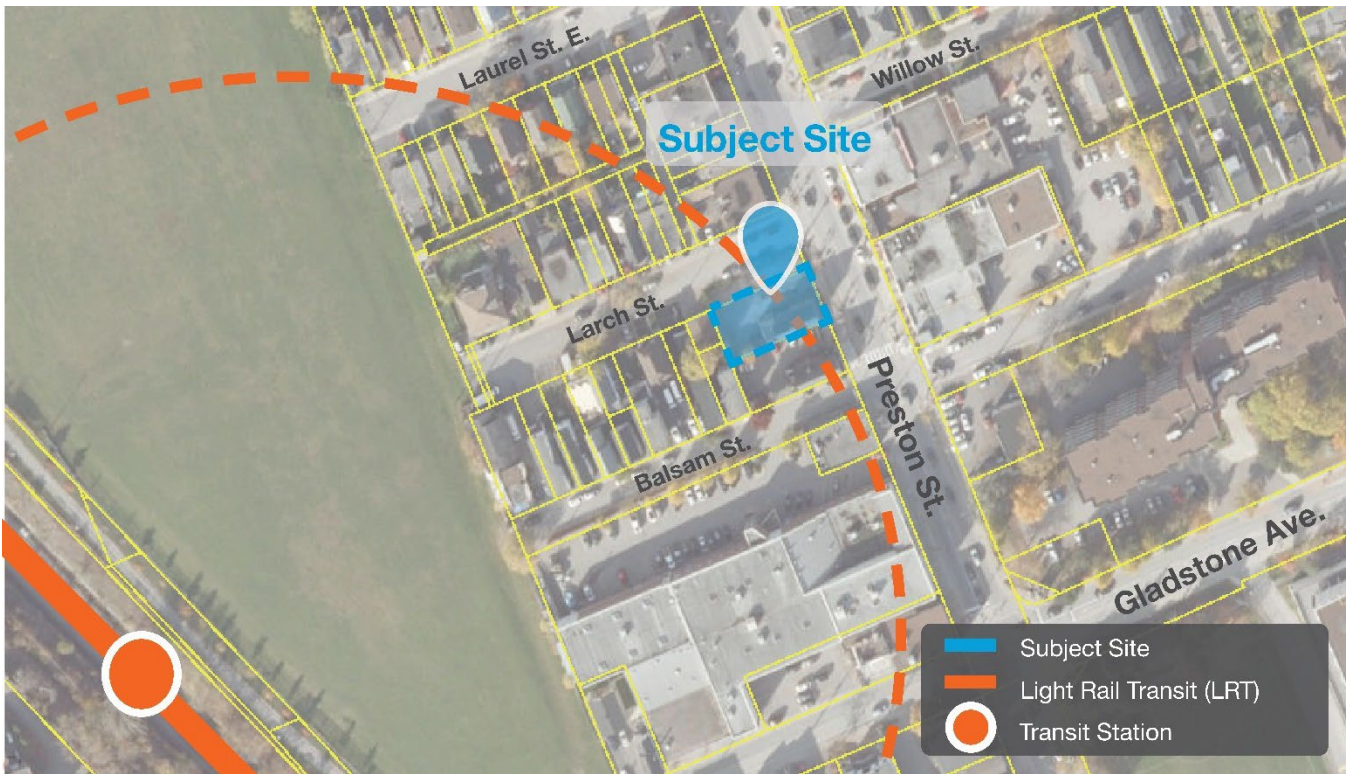 Laurel St. E.
Willow St.
Subject Site
Larch St.
Preston St.
Balsam St.
Gladstone Ave.
Subject Site
Light Rail Transit (LRT)
Transit Station